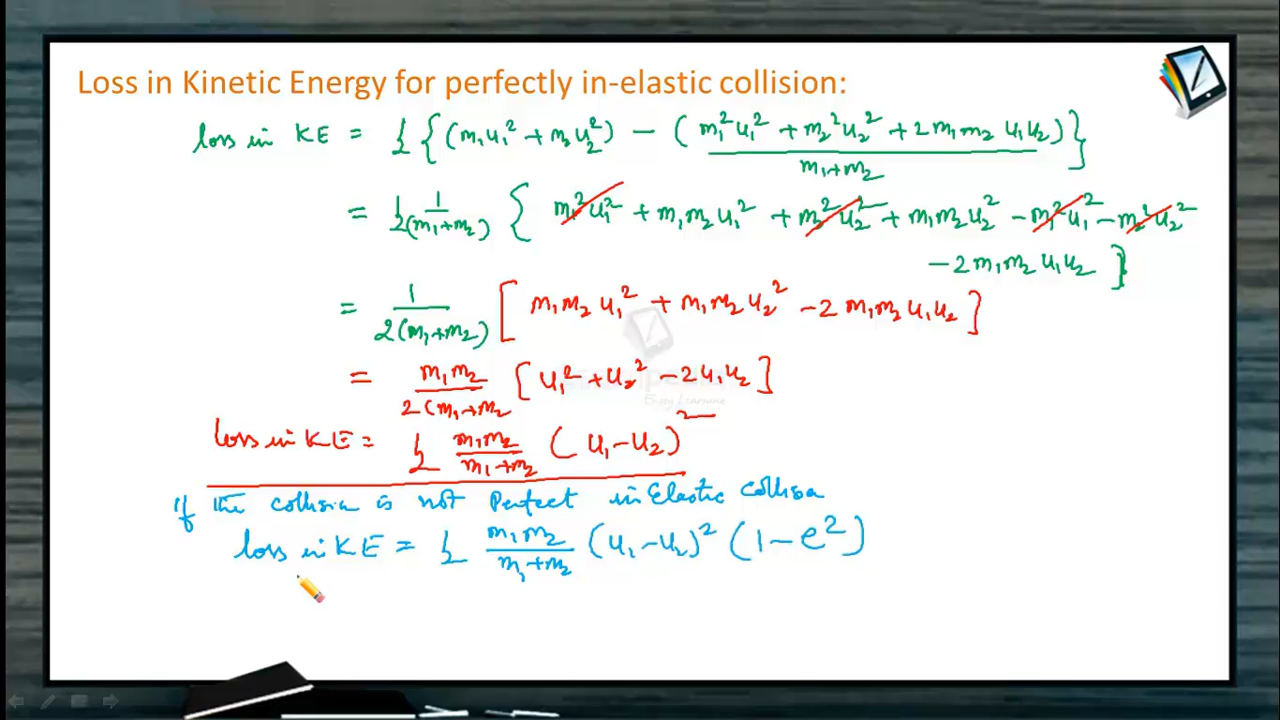 Loss in Kinetic Energy for perfectly in-elastic collision:
loss in KE = ½ { (m₁u₁² + m₂u₂²) − (m₁²u₁² + m₂²u₂² + 2m₁m₂ u₁u₂) / m₁+m₂ }
= ½ 1/(m₁+m₂) { m₁²u₁² + m₁m₂u₁² + m₂²u₂² + m₁m₂u₂² − m₁²u₁² − m₂²u₂²
− 2m₁m₂u₁u₂ }
= 1/2(m₁+m₂) [ m₁m₂u₁² + m₁m₂u₂² − 2m₁m₂u₁u₂ ]
= m₁m₂/2(m₁+m₂ [ u₁² + u₂² − 2u₁u₂ ]
loss in KE = ½ m₁m₂/m₁+m₂ (u₁−u₂)²
If the collision is not Perfect inElastic collision
loss in KE = ½ m₁m₂/m₁+m₂ (u₁−u₂)² (1−e²)